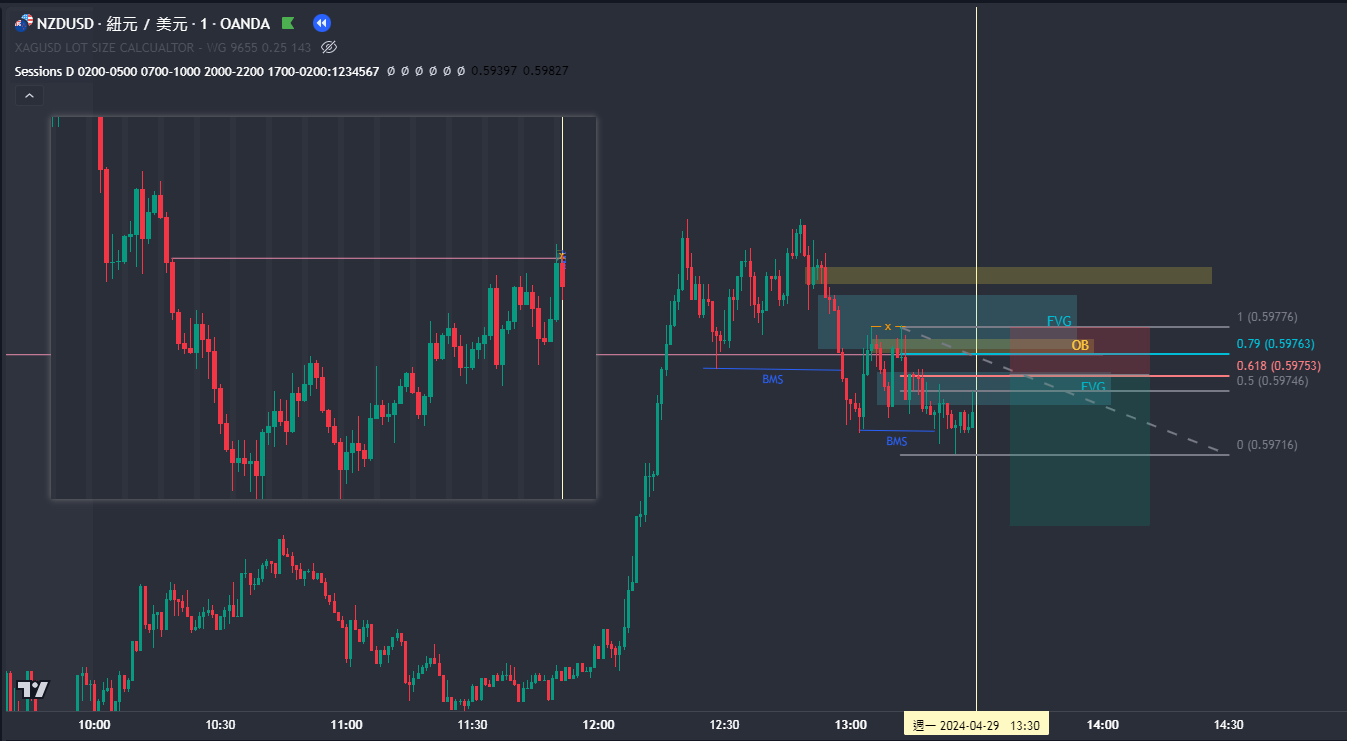 NZDUSD · 紐元 / 美元 · 1 · OANDA
XAGUSD LOT SIZE CALCUALTOR - WG 9655 0.25 143
Sessions D 0200-0500 0700-1000 2000-2200 1700-0200:1234567 Ø Ø Ø Ø Ø Ø 0.59397 0.59827
1 (0.59776)
FVG
x
OB
0.79 (0.59763)
0.618 (0.59753)
BMS
0.5 (0.59746)
FVG
BMS
0 (0.59716)
10:00 10:30 11:00 11:30 12:00 12:30 13:00 週一 2024-04-29 13:30 14:00 14:30